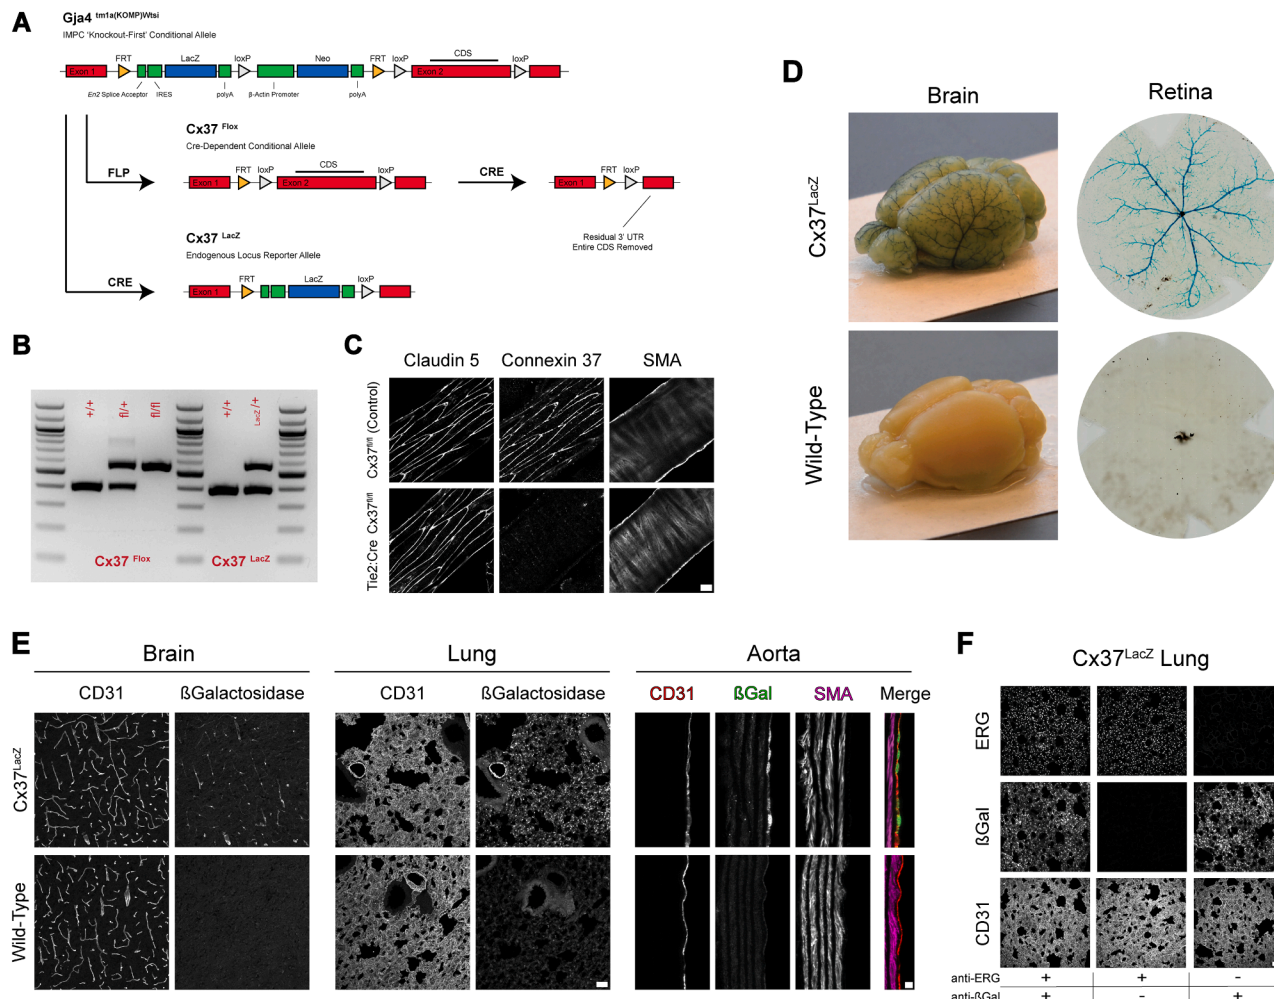 A
Gja4 tm1a(KOMP)Wtsi
IMPC 'Knockout-First' Conditional Allele
FRT LacZ loxP Neo FRT loxP CDS loxP
Exon 1 Exon 2
En2 Splice Acceptor IRES polyA β-Actin Promoter polyA
Cx37 Flox
Cre-Dependent Conditional Allele
FLP
FRT loxP CDS loxP
Exon 1 Exon 2
CRE
FRT loxP
Exon 1
Residual 3' UTR
Entire CDS Removed
Cx37 LacZ
Endogenous Locus Reporter Allele
CRE
FRT LacZ loxP
Exon 1
B
+/+ fl/+ fl/fl +/+ LacZ/+
Cx37 Flox Cx37 LacZ
C
Claudin 5 Connexin 37 SMA
Cx37fl/fl (Control)
Tie2:Cre Cx37fl/fl
D
Brain Retina
Cx37LacZ
Wild-Type
E
Brain Lung Aorta
CD31 ßGalactosidase CD31 ßGalactosidase CD31 ßGal SMA Merge
Cx37LacZ
Wild-Type
F
Cx37LacZ Lung
ERG
ßGal
CD31
anti-ERG + + -
anti-ßGal + - +